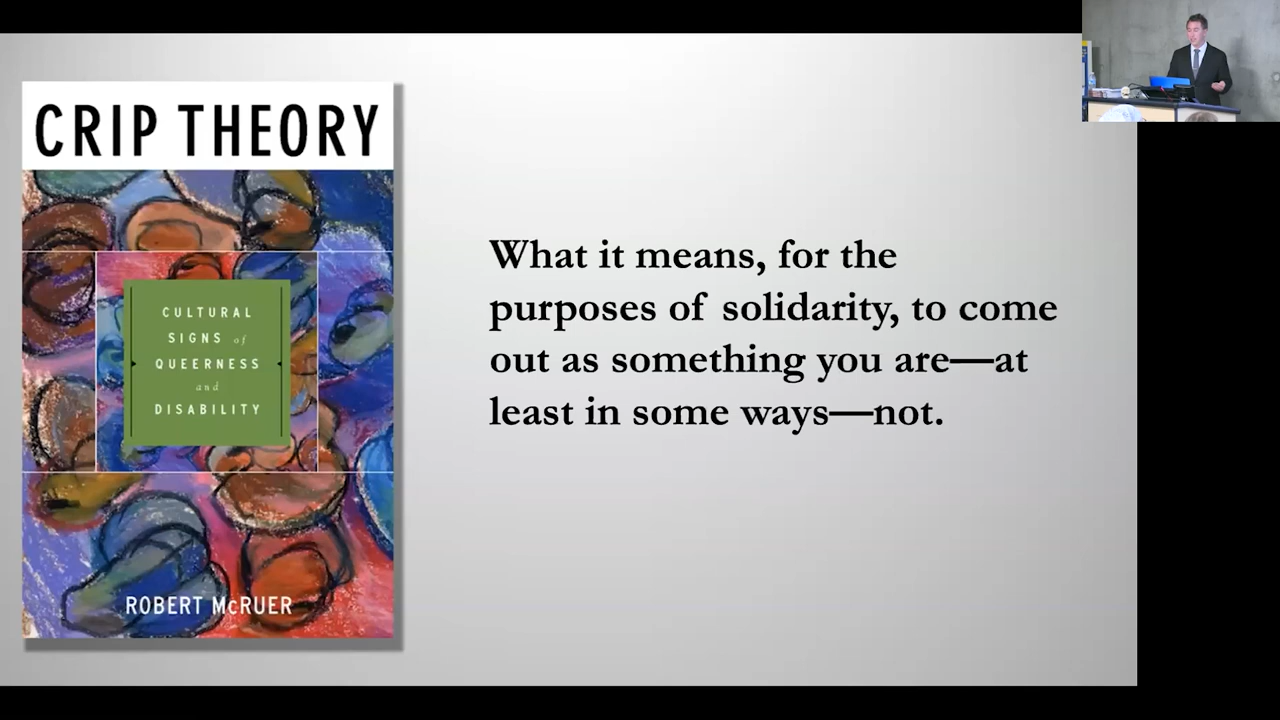 CRIP THEORY
CULTURAL
SIGNS of
QUEERNESS
and
DISABILITY
ROBERT McRUER
What it means, for the
purposes of solidarity, to come
out as something you are—at
least in some ways—not.